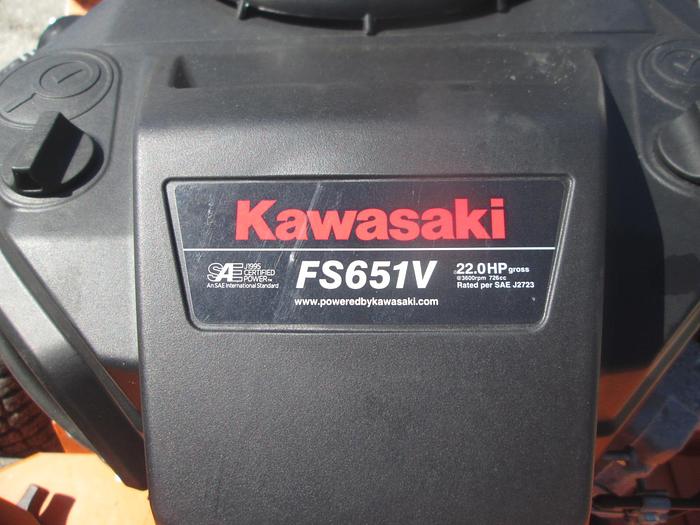 Kawasaki
SAE J1995
CERTIFIED
POWER™
An SAE International Standard
FS651V
22.0HP gross
@3600rpm 726cc
Rated per SAE J2723
www.poweredbykawasaki.com